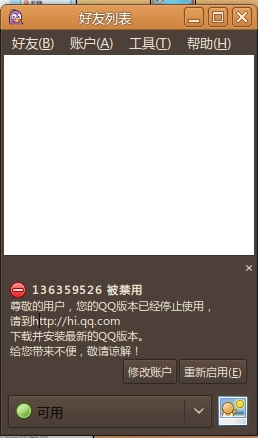 好友列表
好友(B) 账户(A) 工具(T) 帮助(H)
136359526 被禁用
尊敬的用户，您的QQ版本已经停止使用，
请到http://hi.qq.com
下载并安装最新的QQ版本。
给您带来不便，敬请谅解！
修改账户 重新启用(E)
可用